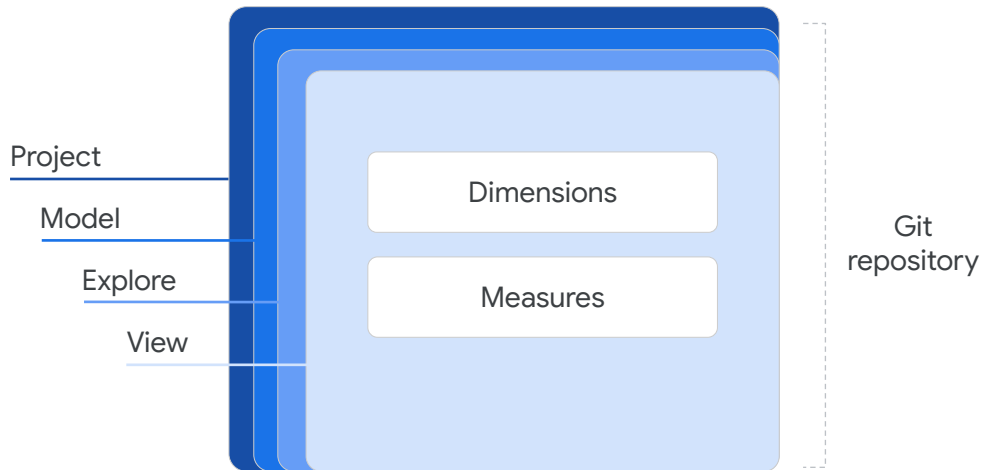 Project
Model
Explore
View
Dimensions
Measures
Git
repository